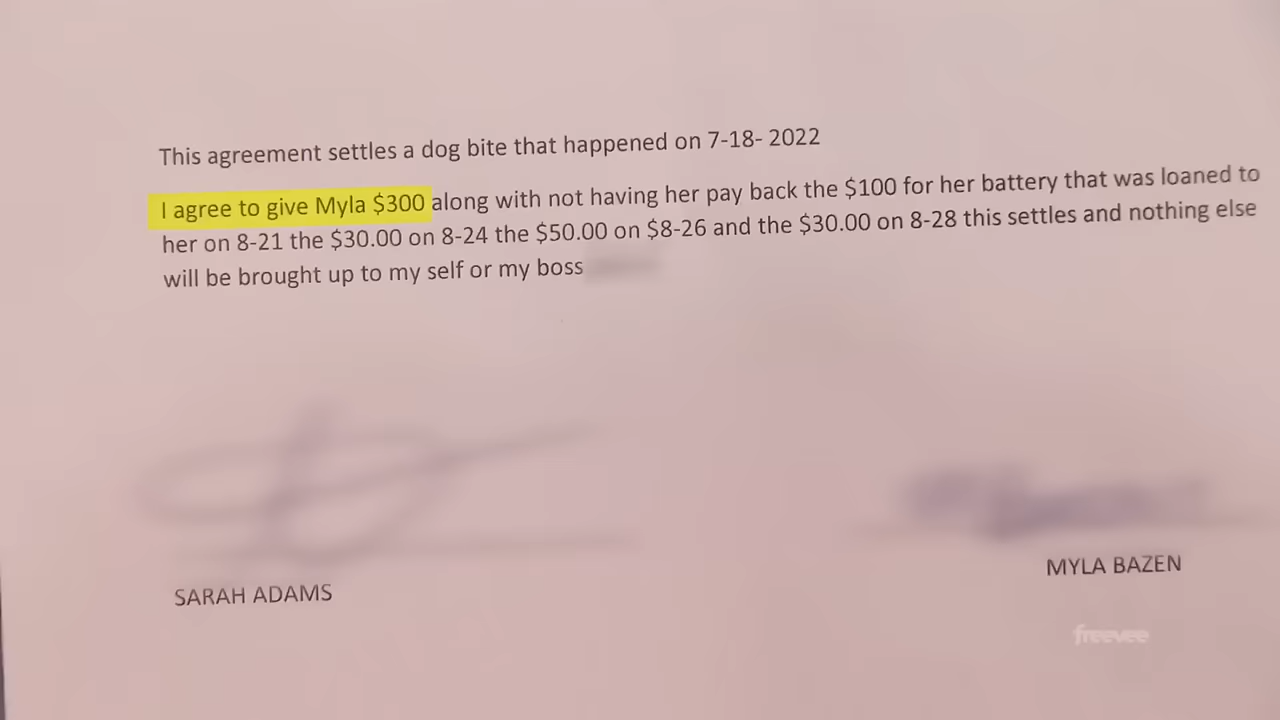 This agreement settles a dog bite that happened on 7-18- 2022
I agree to give Myla $300 along with not having her pay back the $100 for her battery that was loaned to
her on 8-21 the $30.00 on 8-24 the $50.00 on $8-26 and the $30.00 on 8-28 this settles and nothing else
will be brought up to my self or my boss
SARAH ADAMS
MYLA BAZEN
freevee